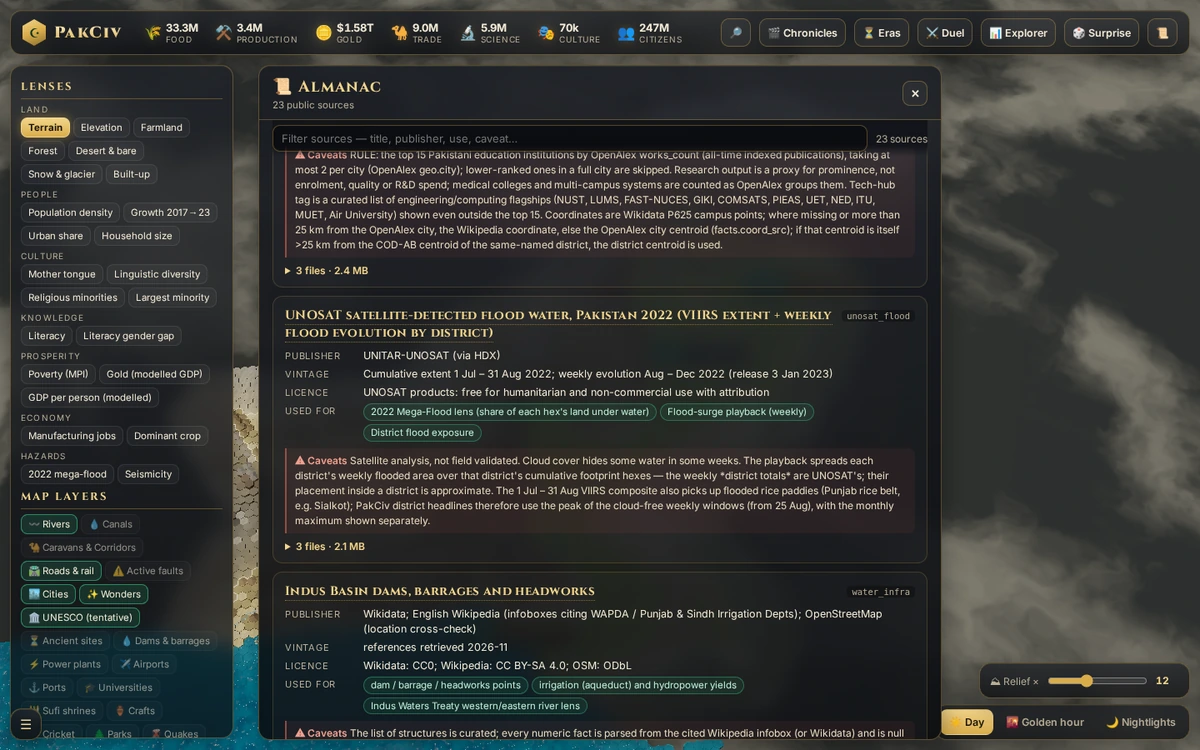 PakCiv
33.3M
FOOD
3.4M
PRODUCTION
$1.58T
GOLD
9.0M
TRADE
5.9M
SCIENCE
70k
CULTURE
247M
CITIZENS
Chronicles
Eras
Duel
Explorer
Surprise
LENSES
LAND
Terrain Elevation Farmland
Forest Desert & bare
Snow & glacier Built-up
PEOPLE
Population density Growth 2017→23
Urban share Household size
CULTURE
Mother tongue Linguistic diversity
Religious minorities Largest minority
KNOWLEDGE
Literacy Literacy gender gap
PROSPERITY
Poverty (MPI) Gold (modelled GDP)
GDP per person (modelled)
ECONOMY
Manufacturing jobs Dominant crop
HAZARDS
2022 mega-flood Seismicity
MAP LAYERS
Rivers Canals
Caravans & Corridors
Roads & rail Active faults
Cities Wonders
UNESCO (tentative)
Ancient sites Dams & barrages
Power plants Airports
Ports Universities
Sufi shrines Crafts
Cricket Parks Quakes
Almanac
23 public sources
×
Filter sources — title, publisher, use, caveat...
23 sources
⚠ Caveats RULE: the top 15 Pakistani education institutions by OpenAlex works_count (all-time indexed publications), taking at
most 2 per city (OpenAlex geo.city); lower-ranked ones in a full city are skipped. Research output is a proxy for prominence, not
enrolment, quality or R&D spend; medical colleges and multi-campus systems are counted as OpenAlex groups them. Tech-hub
tag is a curated list of engineering/computing flagships (NUST, LUMS, FAST-NUCES, GIKI, COMSATS, PIEAS, UET, NED, ITU,
MUET, Air University) shown even outside the top 15. Coordinates are Wikidata P625 campus points; where missing or more than
25 km from the OpenAlex city, the Wikipedia coordinate, else the OpenAlex city centroid (facts.coord_src); if that centroid is itself
>25 km from the COD-AB centroid of the same-named district, the district centroid is used.
▶ 3 files · 2.4 MB
UNOSAT satellite-detected flood water, Pakistan 2022 (VIIRS extent + weekly
flood evolution by district)
unosat_flood
PUBLISHER UNITAR-UNOSAT (via HDX)
VINTAGE Cumulative extent 1 Jul – 31 Aug 2022; weekly evolution Aug – Dec 2022 (release 3 Jan 2023)
LICENCE UNOSAT products: free for humanitarian and non-commercial use with attribution
USED FOR 2022 Mega-Flood lens (share of each hex's land under water) Flood-surge playback (weekly)
District flood exposure
⚠ Caveats Satellite analysis, not field validated. Cloud cover hides some water in some weeks. The playback spreads each
district's weekly flooded area over that district's cumulative footprint hexes — the weekly *district totals* are UNOSAT's; their
placement inside a district is approximate. The 1 Jul – 31 Aug VIIRS composite also picks up flooded rice paddies (Punjab rice belt,
e.g. Sialkot); PakCiv district headlines therefore use the peak of the cloud-free weekly windows (from 25 Aug), with the monthly
maximum shown separately.
▶ 3 files · 2.1 MB
Indus Basin dams, barrages and headworks
water_infra
PUBLISHER Wikidata; English Wikipedia (infoboxes citing WAPDA / Punjab & Sindh Irrigation Depts); OpenStreetMap
(location cross-check)
VINTAGE references retrieved 2026-11
LICENCE Wikidata: CC0; Wikipedia: CC BY-SA 4.0; OSM: ODbL
USED FOR dam / barrage / headworks points irrigation (aqueduct) and hydropower yields
Indus Waters Treaty western/eastern river lens
⚠ Caveats The list of structures is curated; every numeric fact is parsed from the cited Wikipedia infobox (or Wikidata) and is null
Relief × 12
Day Golden hour Nightlights